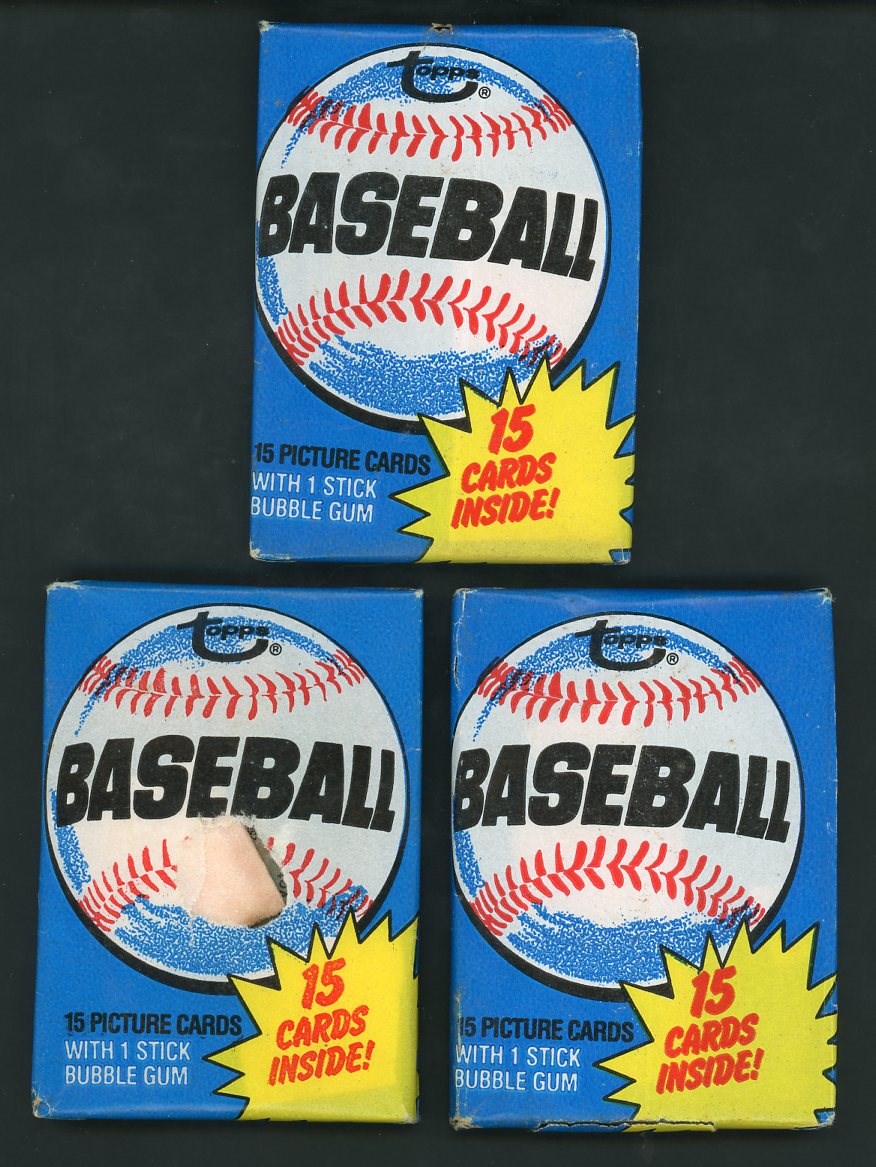 topps®
BASEBALL
15 PICTURE CARDS
WITH 1 STICK
BUBBLE GUM
15
CARDS
INSIDE!
topps®
BASEBALL
15 PICTURE CARDS
WITH 1 STICK
BUBBLE GUM
15
CARDS
INSIDE!
topps®
BASEBALL
15 PICTURE CARDS
WITH 1 STICK
BUBBLE GUM
15
CARDS
INSIDE!